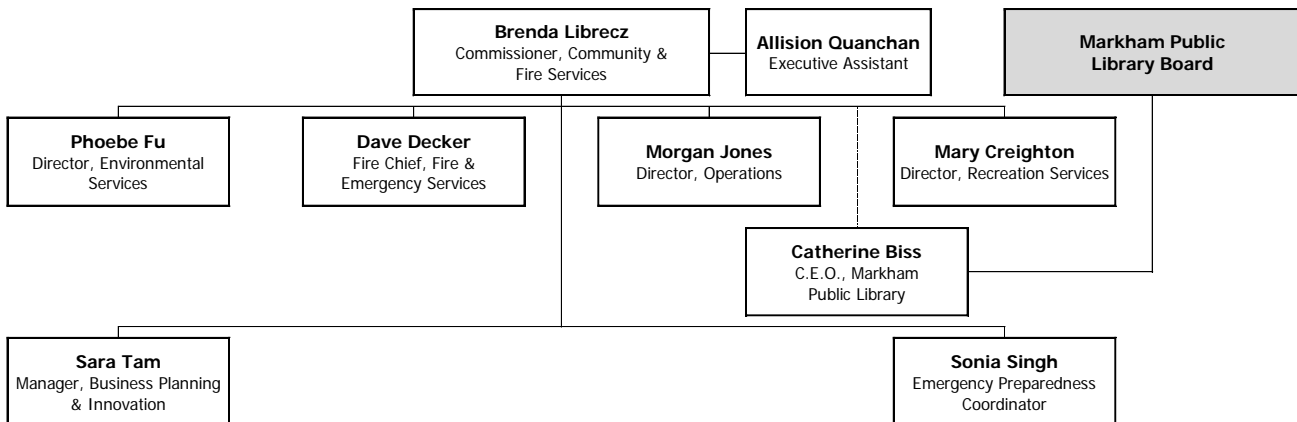 Brenda Librecz
Commissioner, Community &
Fire Services
Allision Quanchan
Executive Assistant
Markham Public
Library Board
Phoebe Fu
Director, Environmental
Services
Dave Decker
Fire Chief, Fire &
Emergency Services
Morgan Jones
Director, Operations
Mary Creighton
Director, Recreation Services
Catherine Biss
C.E.O., Markham
Public Library
Sara Tam
Manager, Business Planning
& Innovation
Sonia Singh
Emergency Preparedness
Coordinator